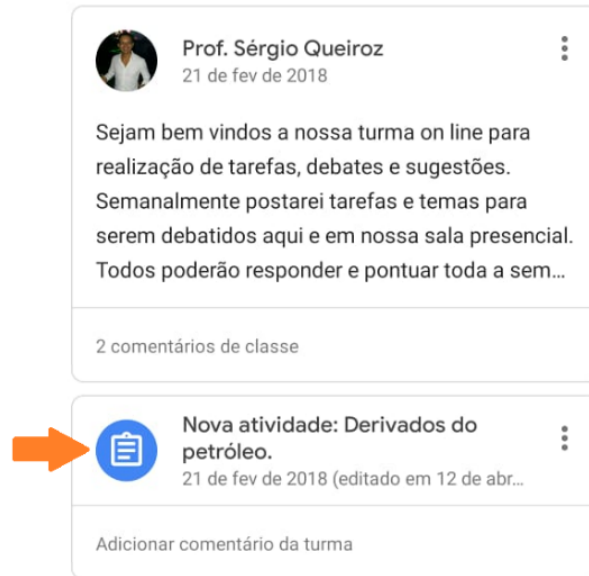 Prof. Sérgio Queiroz
21 de fev de 2018
Sejam bem vindos a nossa turma on line para
realização de tarefas, debates e sugestões.
Semanalmente postarei tarefas e temas para
serem debatidos aqui e em nossa sala presencial.
Todos poderão responder e pontuar toda a sem...
2 comentários de classe
Nova atividade: Derivados do
petróleo.
21 de fev de 2018 (editado em 12 de abr...
Adicionar comentário da turma